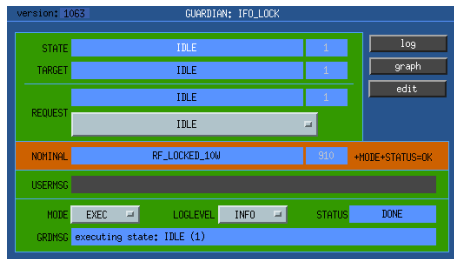 version: 1063 GUARDIAN: IFO_LOCK
STATE IDLE 1 log
TARGET IDLE 1 graph
IDLE 1 edit
REQUEST
IDLE
NOMINAL RF_LOCKED_10W 910 +MODE+STATUS=OK
USERMSG
MODE EXEC LOGLEVEL INFO STATUS DONE
GRDMSG executing state: IDLE (1)